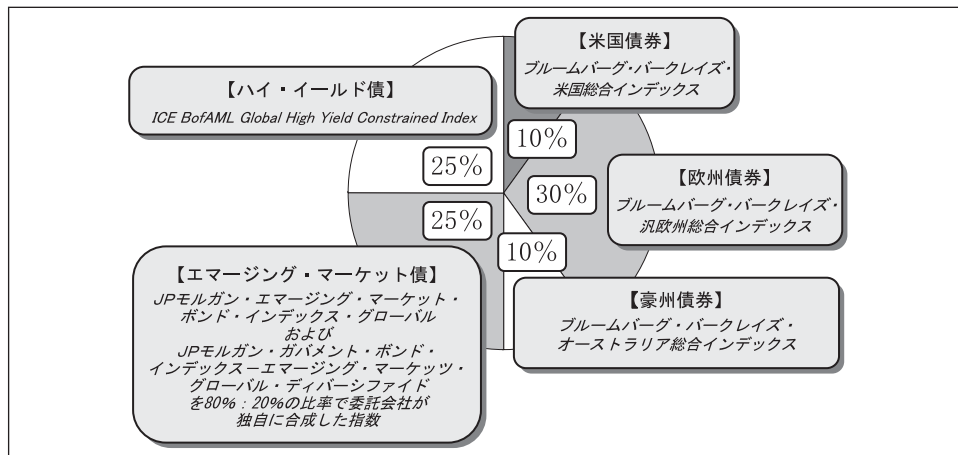 【米国債券】
ブルームバーグ・バークレイズ・
米国総合インデックス
10%
【欧州債券】
ブルームバーグ・バークレイズ・
汎欧州総合インデックス
30%
【豪州債券】
ブルームバーグ・バークレイズ・
オーストラリア総合インデックス
10%
【エマージング・マーケット債】
JPモルガン・エマージング・マーケット・
ボンド・インデックス・グローバル
および
JPモルガン・ガバメント・ボンド・
インデックス－エマージング・マーケッツ・
グローバル・ディバーシファイド
を80%：20%の比率で委託会社が
独自に合成した指数
25%
【ハイ・イールド債】
ICE BofAML Global High Yield Constrained Index
25%